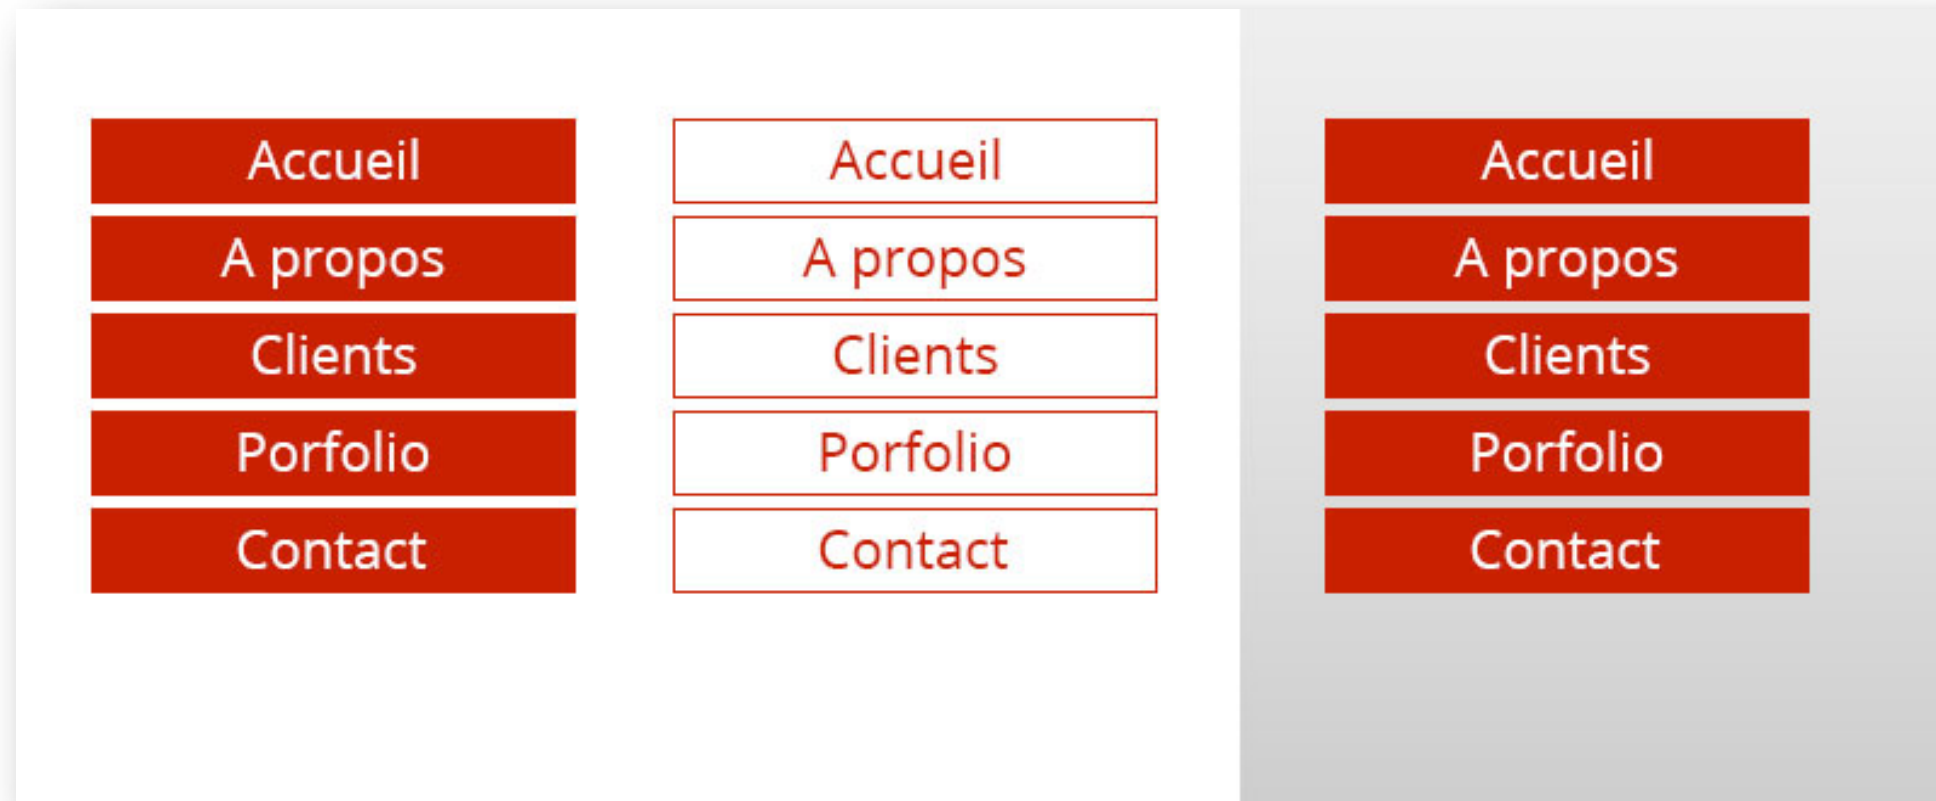 Accueil
A propos
Clients
Porfolio
Contact
Accueil
A propos
Clients
Porfolio
Contact
Accueil
A propos
Clients
Porfolio
Contact